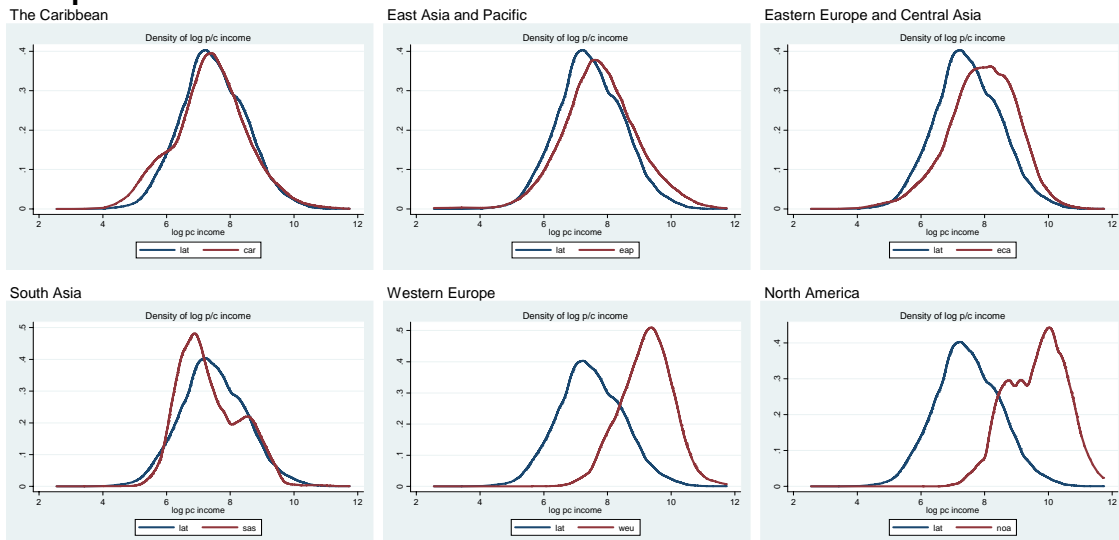 The Caribbean
Density of log p/c income
0 .1 .2 .3 .4
2 4 6 8 10 12
log pc income
lat car
East Asia and Pacific
Density of log p/c income
0 .1 .2 .3 .4
2 4 6 8 10 12
log pc income
lat eap
Eastern Europe and Central Asia
Density of log p/c income
0 .1 .2 .3 .4
2 4 6 8 10 12
log pc income
lat eca
South Asia
Density of log p/c income
0 .1 .2 .3 .4 .5
2 4 6 8 10 12
log pc income
lat sas
Western Europe
Density of log p/c income
0 .1 .2 .3 .4 .5
2 4 6 8 10 12
log pc income
lat weu
North America
Density of log p/c income
0 .1 .2 .3 .4
2 4 6 8 10 12
log pc income
lat noa